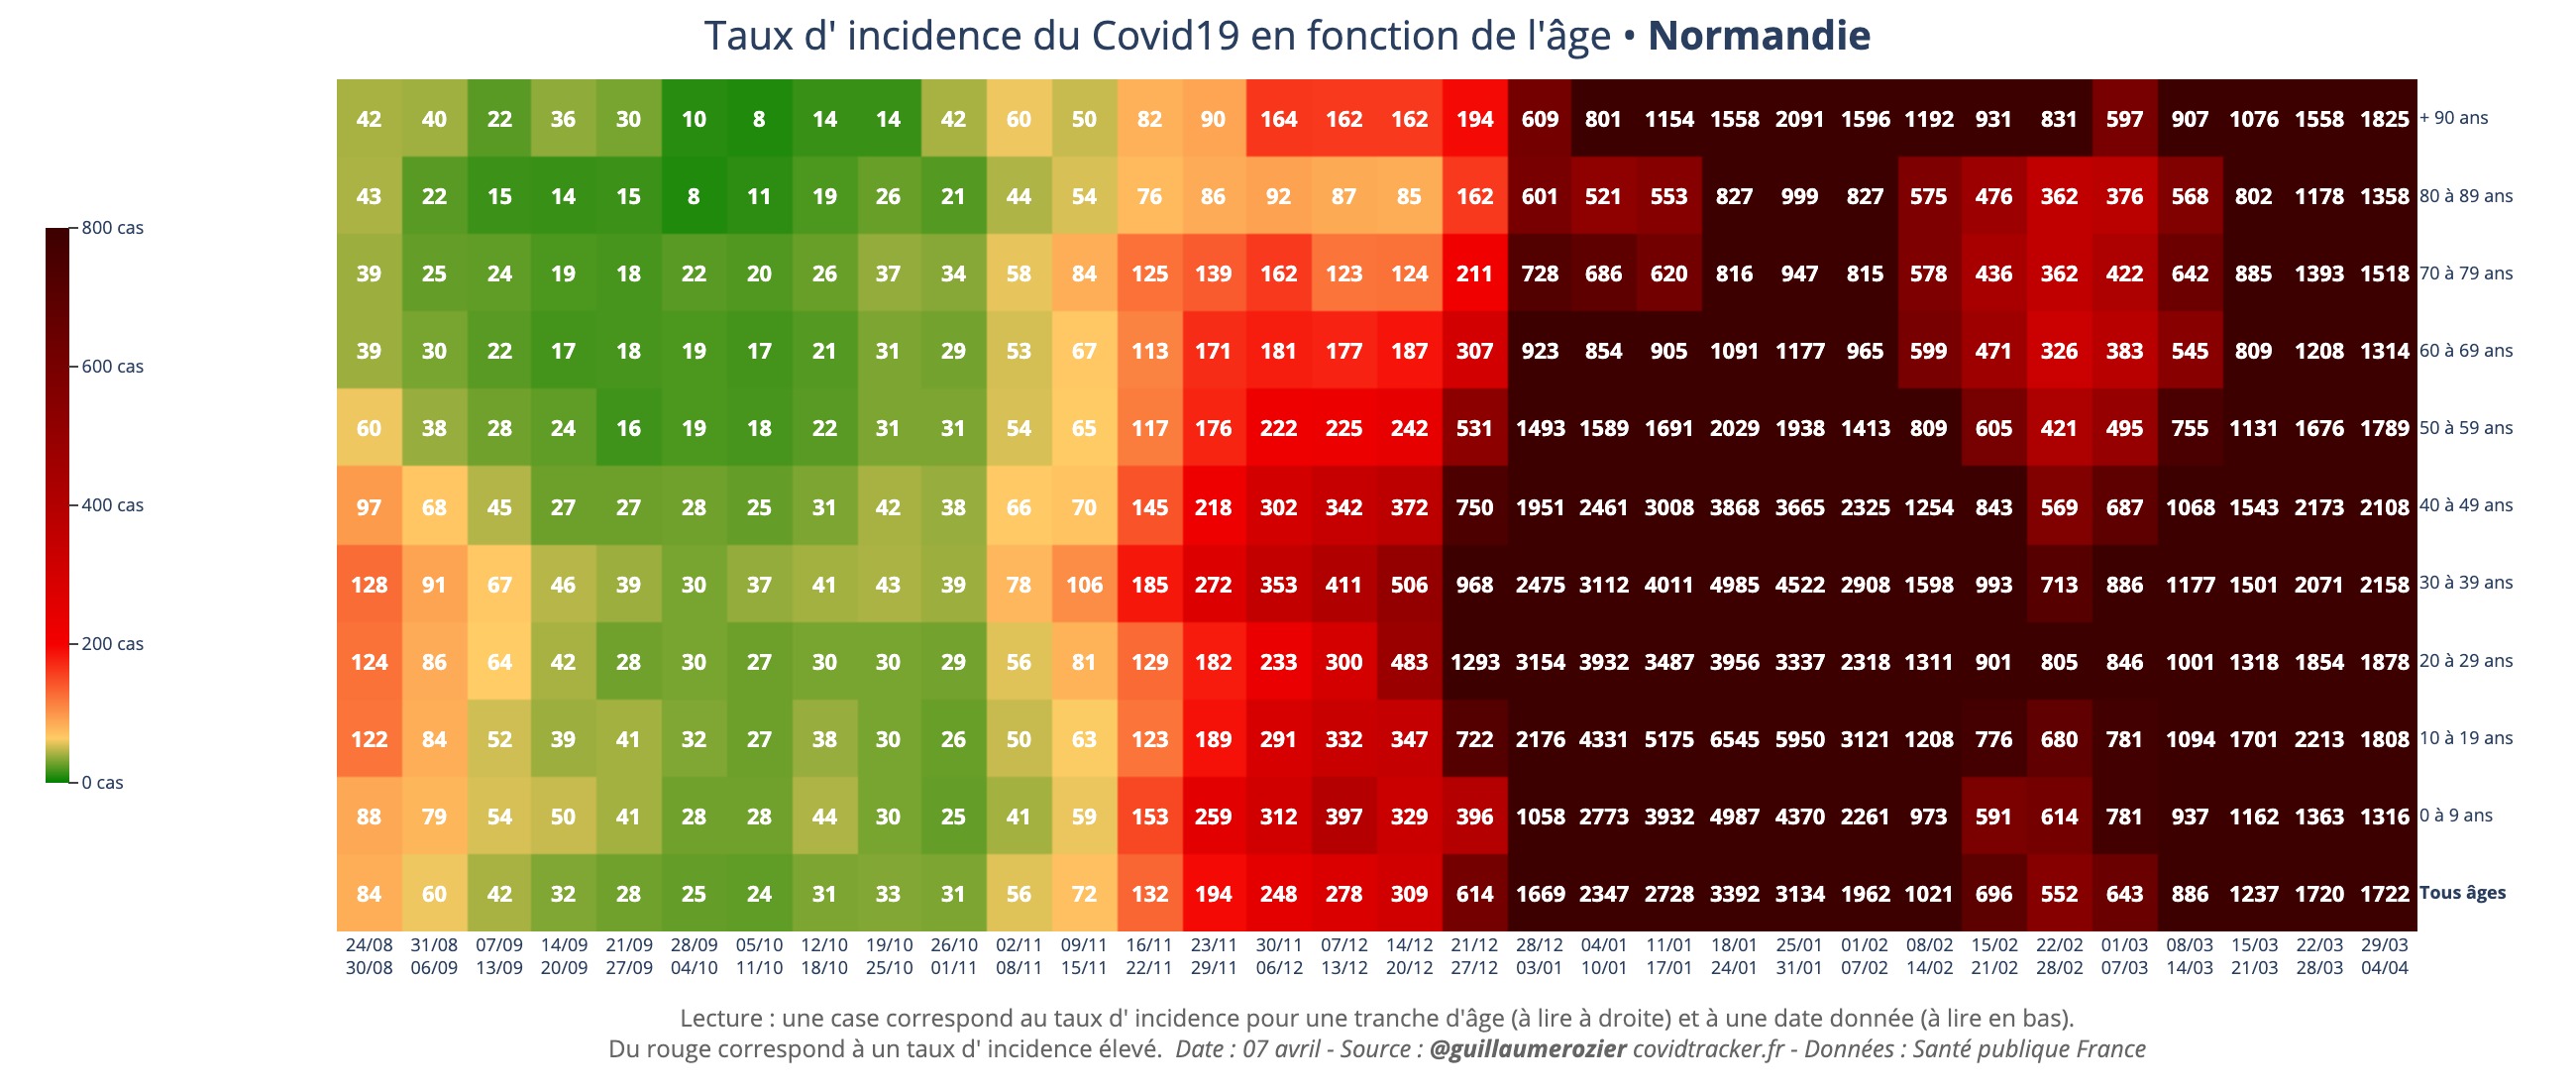 Taux d' incidence du Covid19 en fonction de l'âge • Normandie
42 40 22 36 30 10 8 14 14 42 60 50 82 90 164 162 162 194 609 801 1154 1558 2091 1596 1192 931 831 597 907 1076 1558 1825 + 90 ans
43 22 15 14 15 8 11 19 26 21 44 54 76 86 92 87 85 162 601 521 553 827 999 827 575 476 362 376 568 802 1178 1358 80 à 89 ans
800 cas
39 25 24 19 18 22 20 26 37 34 58 84 125 139 162 123 124 211 728 686 620 816 947 815 578 436 362 422 642 885 1393 1518 70 à 79 ans
39 30 22 17 18 19 17 21 31 29 53 67 113 171 181 177 187 307 923 854 905 1091 1177 965 599 471 326 383 545 809 1208 1314 60 à 69 ans
600 cas
60 38 28 24 16 19 18 22 31 31 54 65 117 176 222 225 242 531 1493 1589 1691 2029 1938 1413 809 605 421 495 755 1131 1676 1789 50 à 59 ans
400 cas
97 68 45 27 27 28 25 31 42 38 66 70 145 218 302 342 372 750 1951 2461 3008 3868 3665 2325 1254 843 569 687 1068 1543 2173 2108 40 à 49 ans
128 91 67 46 39 30 37 41 43 39 78 106 185 272 353 411 506 968 2475 3112 4011 4985 4522 2908 1598 993 713 886 1177 1501 2071 2158 30 à 39 ans
200 cas
124 86 64 42 28 30 27 30 30 29 56 81 129 182 233 300 483 1293 3154 3932 3487 3956 3337 2318 1311 901 805 846 1001 1318 1854 1878 20 à 29 ans
122 84 52 39 41 32 27 38 30 26 50 63 123 189 291 332 347 722 2176 4331 5175 6545 5950 3121 1208 776 680 781 1094 1701 2213 1808 10 à 19 ans
0 cas
88 79 54 50 41 28 28 44 30 25 41 59 153 259 312 397 329 396 1058 2773 3932 4987 4370 2261 973 591 614 781 937 1162 1363 1316 0 à 9 ans
84 60 42 32 28 25 24 31 33 31 56 72 132 194 248 278 309 614 1669 2347 2728 3392 3134 1962 1021 696 552 643 886 1237 1720 1722 Tous âges
24/08 31/08 07/09 14/09 21/09 28/09 05/10 12/10 19/10 26/10 02/11 09/11 16/11 23/11 30/11 07/12 14/12 21/12 28/12 04/01 11/01 18/01 25/01 01/02 08/02 15/02 22/02 01/03 08/03 15/03 22/03 29/03
30/08 06/09 13/09 20/09 27/09 04/10 11/10 18/10 25/10 01/11 08/11 15/11 22/11 29/11 06/12 13/12 20/12 27/12 03/01 10/01 17/01 24/01 31/01 07/02 14/02 21/02 28/02 07/03 14/03 21/03 28/03 04/04
Lecture : une case correspond au taux d' incidence pour une tranche d'âge (à lire à droite) et à une date donnée (à lire en bas).
Du rouge correspond à un taux d' incidence élevé. Date : 07 avril - Source : @guillaumerozier covidtracker.fr - Données : Santé publique France